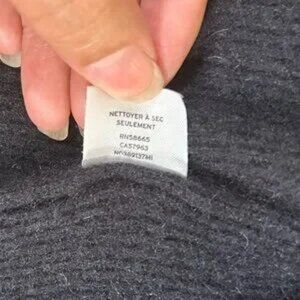 NETTOYER À SEC
SEULEMENT
RN58665
CA57963